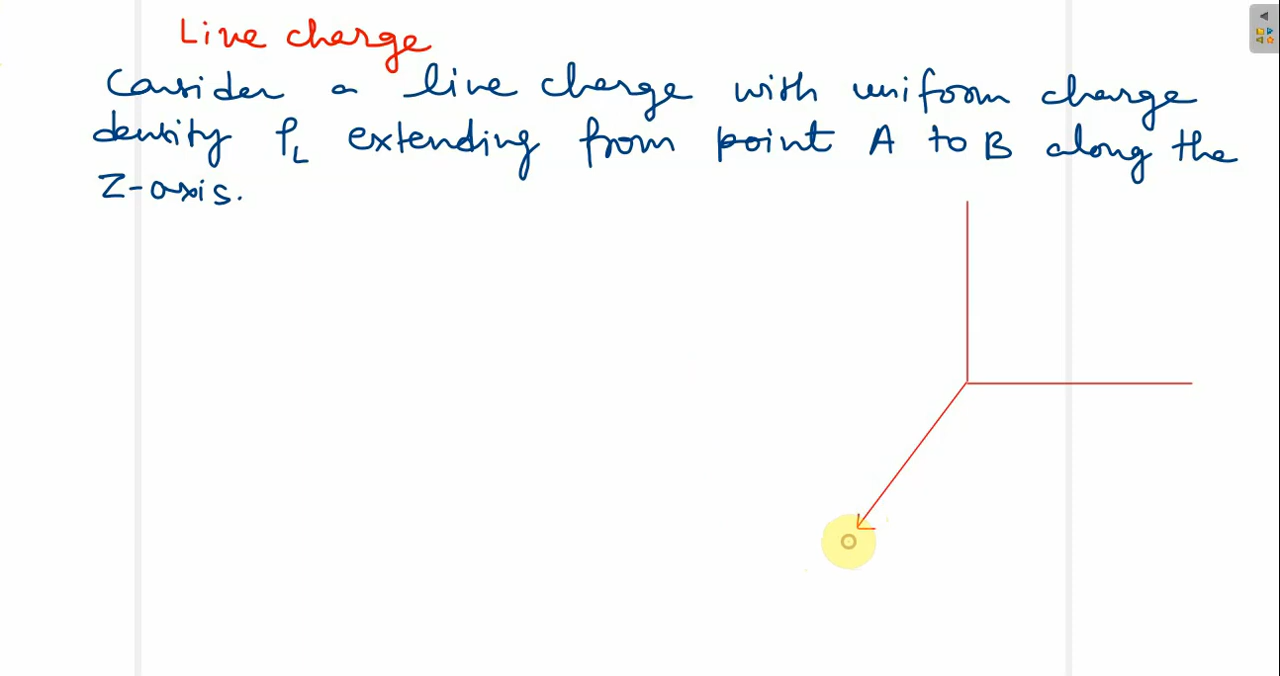 Line charge
Consider a line charge with uniform charge
density ρL extending from point A to B along the
Z-axis.